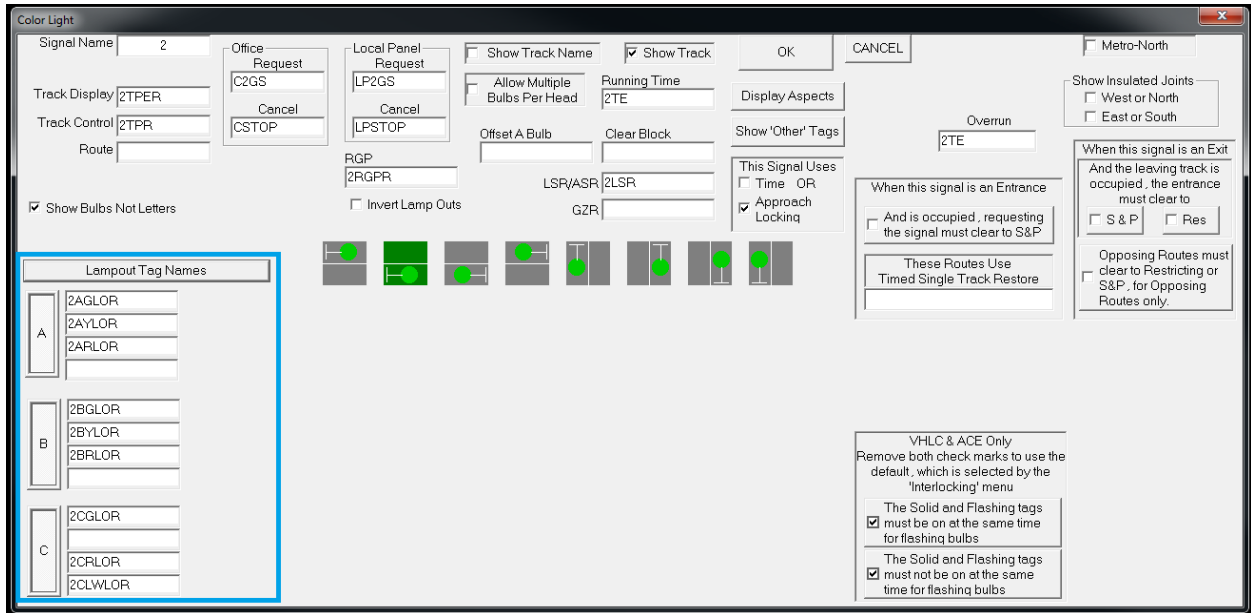 Color Light
Signal Name 2
Track Display 2TPER
Track Control 2TPR
Route
Show Bulbs Not Letters
Office
Request
C2GS
Cancel
CSTOP
Local Panel
Request
LP2GS
Cancel
LPSTOP
RGP
2RGPR
Invert Lamp Outs
Show Track Name
Show Track
Allow Multiple
Bulbs Per Head
Running Time
2TE
Offset A Bulb
Clear Block
LSR/ASR 2LSR
GZR
OK
CANCEL
Display Aspects
Show 'Other' Tags
This Signal Uses
Time OR
Approach
Locking
Overrun
2TE
Metro-North
Show Insulated Joints
West or North
East or South
When this signal is an Entrance
And is occupied, requesting
the signal must clear to S&P
These Routes Use
Timed Single Track Restore
When this signal is an Exit
And the leaving track is
occupied, the entrance
must clear to
S & P
Res
Opposing Routes must
clear to Restricting or
S&P, for Opposing
Routes only.
Lampout Tag Names
A
2AGLOR
2AYLOR
2ARLOR
B
2BGLOR
2BYLOR
2BRLOR
C
2CGLOR
2CRLOR
2CLWLOR
VHLC & ACE Only
Remove both check marks to use the
default, which is selected by the
'Interlocking' menu
The Solid and Flashing tags
must be on at the same time
for flashing bulbs
The Solid and Flashing tags
must not be on at the same
time for flashing bulbs